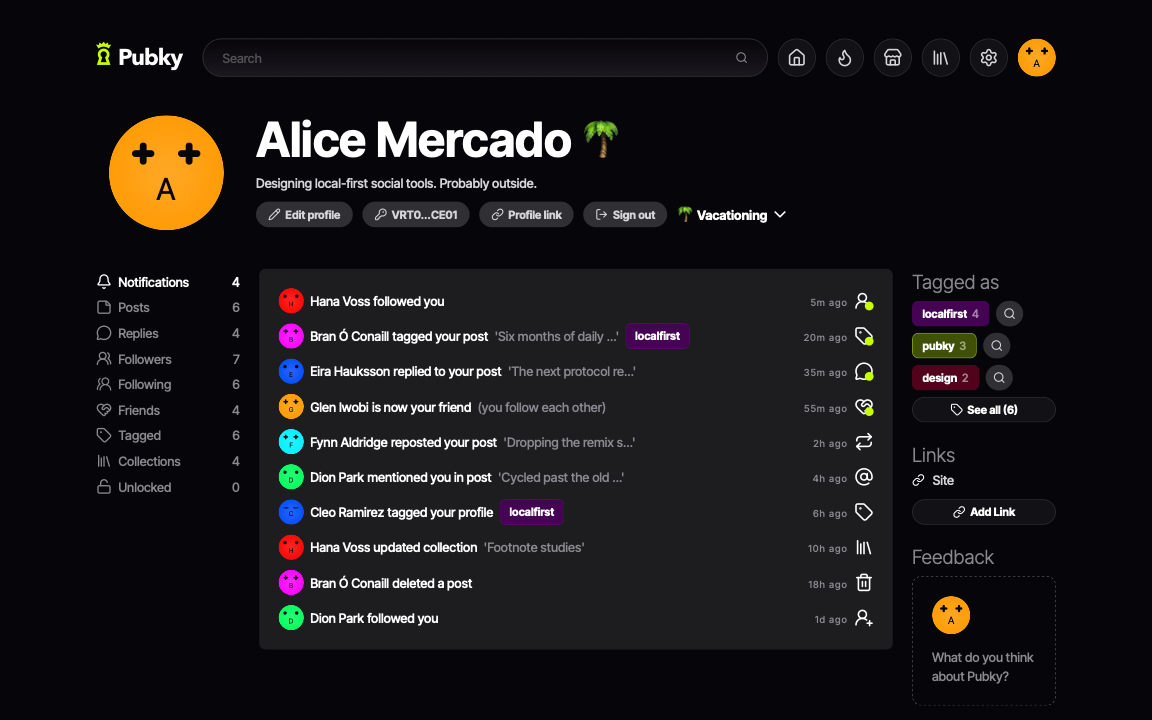 Pubky
Search
A
A
Alice Mercado 🌴
Designing local-first social tools. Probably outside.
Edit profile
VRT0...CE01
Profile link
Sign out
🌴 Vacationing
Notifications 4
Posts 6
Replies 4
Followers 7
Following 6
Friends 4
Tagged 6
Collections 4
Unlocked 0
H Hana Voss followed you 5m ago
B Bran Ó Conaill tagged your post 'Six months of daily ...' localfirst 20m ago
E Eira Hauksson replied to your post 'The next protocol re...' 35m ago
G Glen Iwobi is now your friend (you follow each other) 55m ago
F Fynn Aldridge reposted your post 'Dropping the remix s...' 2h ago
D Dion Park mentioned you in post 'Cycled past the old ...' 4h ago
C Cleo Ramirez tagged your profile localfirst 6h ago
H Hana Voss updated collection 'Footnote studies' 10h ago
B Bran Ó Conaill deleted a post 18h ago
D Dion Park followed you 1d ago
Tagged as
localfirst 4
pubky 3
design 2
See all (6)
Links
Site
Add Link
Feedback
A
What do you think
about Pubky?